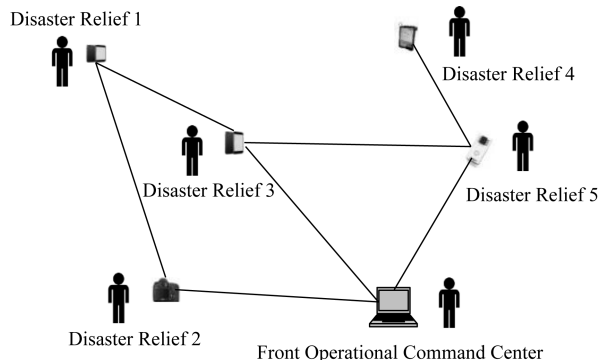 Disaster Relief 1
Disaster Relief 4
Disaster Relief 3
Disaster Relief 5
Disaster Relief 2
Front Operational Command Center